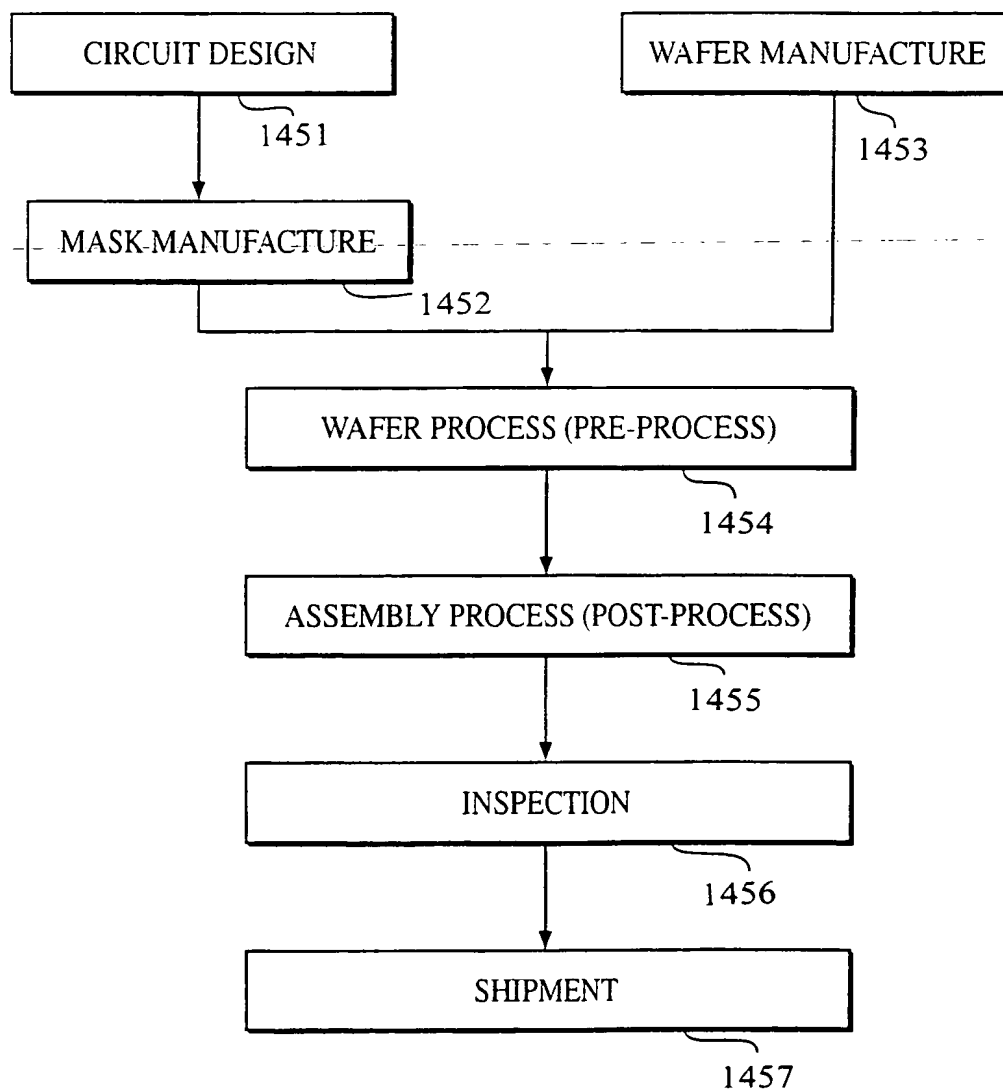 CIRCUIT DESIGN
1451
WAFER MANUFACTURE
1453
MASK MANUFACTURE
1452
WAFER PROCESS (PRE-PROCESS)
1454
ASSEMBLY PROCESS (POST-PROCESS)
1455
INSPECTION
1456
SHIPMENT
1457